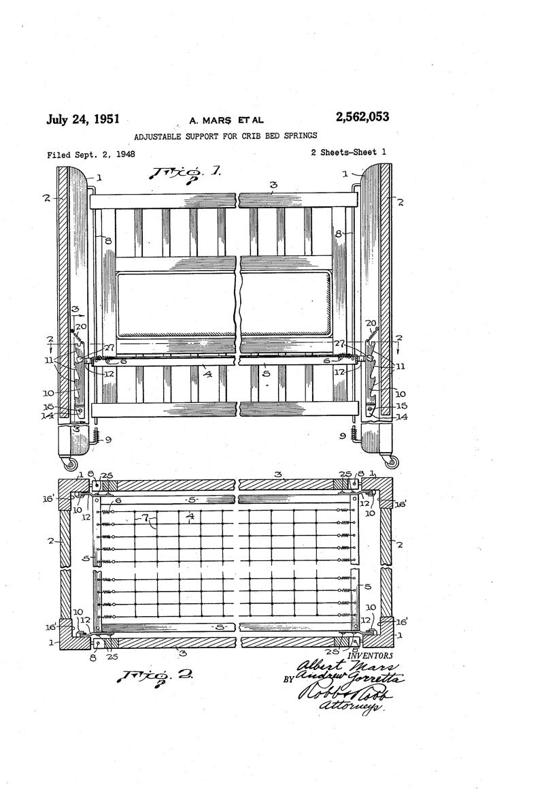 July 24, 1951 A. MARS ET AL 2,562,053
ADJUSTABLE SUPPORT FOR CRIB BED SPRINGS
Filed Sept. 2, 1948 2 Sheets-Sheet 1
Fig. 1.
1 3 1
2 2
8 8
3
20 20
2 27 27 2
11 6 6 11
12 4 5 12
10 10
15 15
14 14
3
9 9
1 8 25 3 25 8 1
16' 10 12 6 5 12 10 16'
7 4
2 2
5 5
10 12 12 10
16' 5 16'
1 8 25 3 25 8 1
INVENTORS
Albert Mars
BY Andrew Gorretta
Fig. 2.
Robb & Robb
Attorneys.